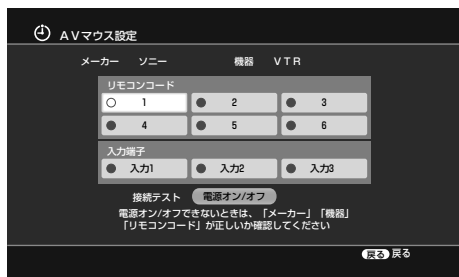 AVマウス設定
メーカー ソニー 機器 VTR
リモコンコード
1 2 3
4 5 6
入力端子
入力1 入力2 入力3
接続テスト 電源オン/オフ
電源オン/オフできないときは、「メーカー」「機器」
「リモコンコード」が正しいか確認してください
戻る 戻る